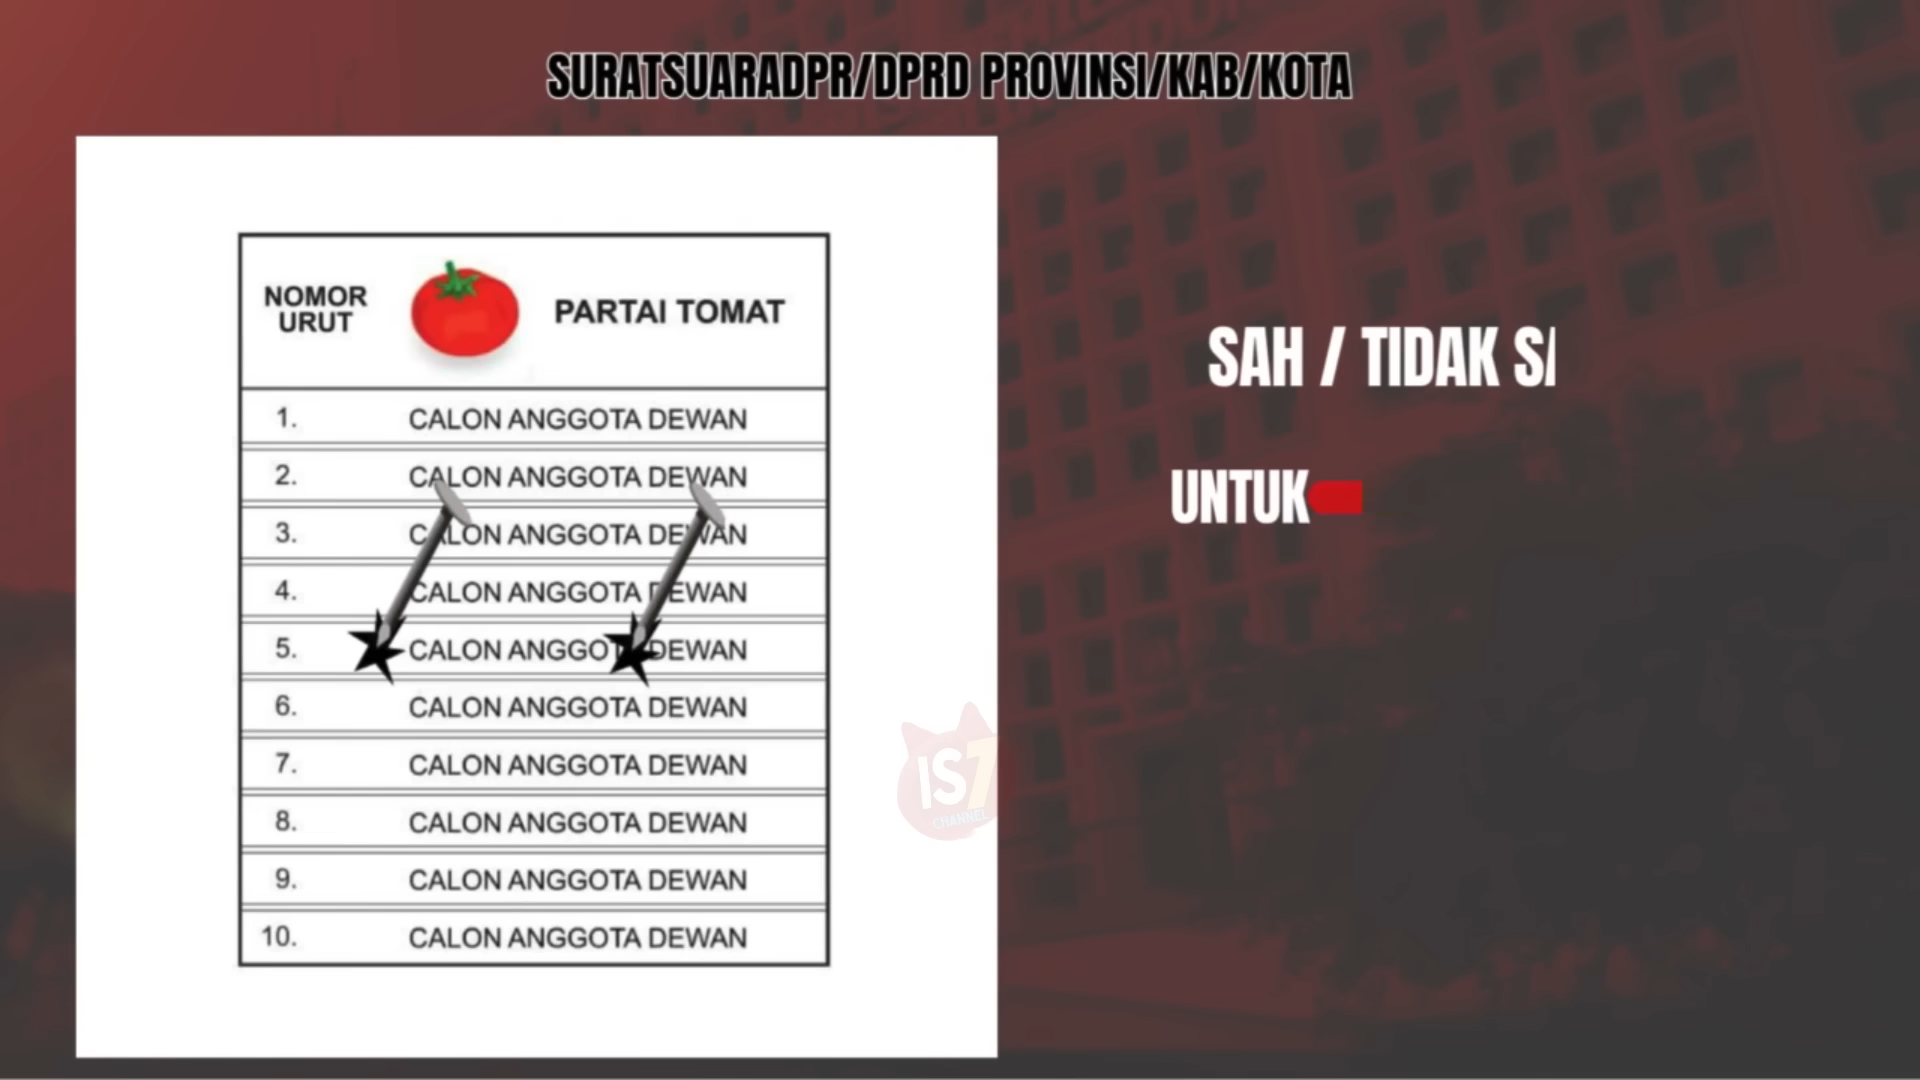 SURATSUARADPR/DPRD PROVINSI/KAB/KOTA
NOMOR
URUT
PARTAI TOMAT
1. CALON ANGGOTA DEWAN
2. CALON ANGGOTA DEWAN
3. CALON ANGGOTA DEWAN
4. CALON ANGGOTA DEWAN
5. CALON ANGGOTA DEWAN
6. CALON ANGGOTA DEWAN
7. CALON ANGGOTA DEWAN
8. CALON ANGGOTA DEWAN
9. CALON ANGGOTA DEWAN
10. CALON ANGGOTA DEWAN
SAH / TIDAK
UNTUK
IS7
CHANNEL